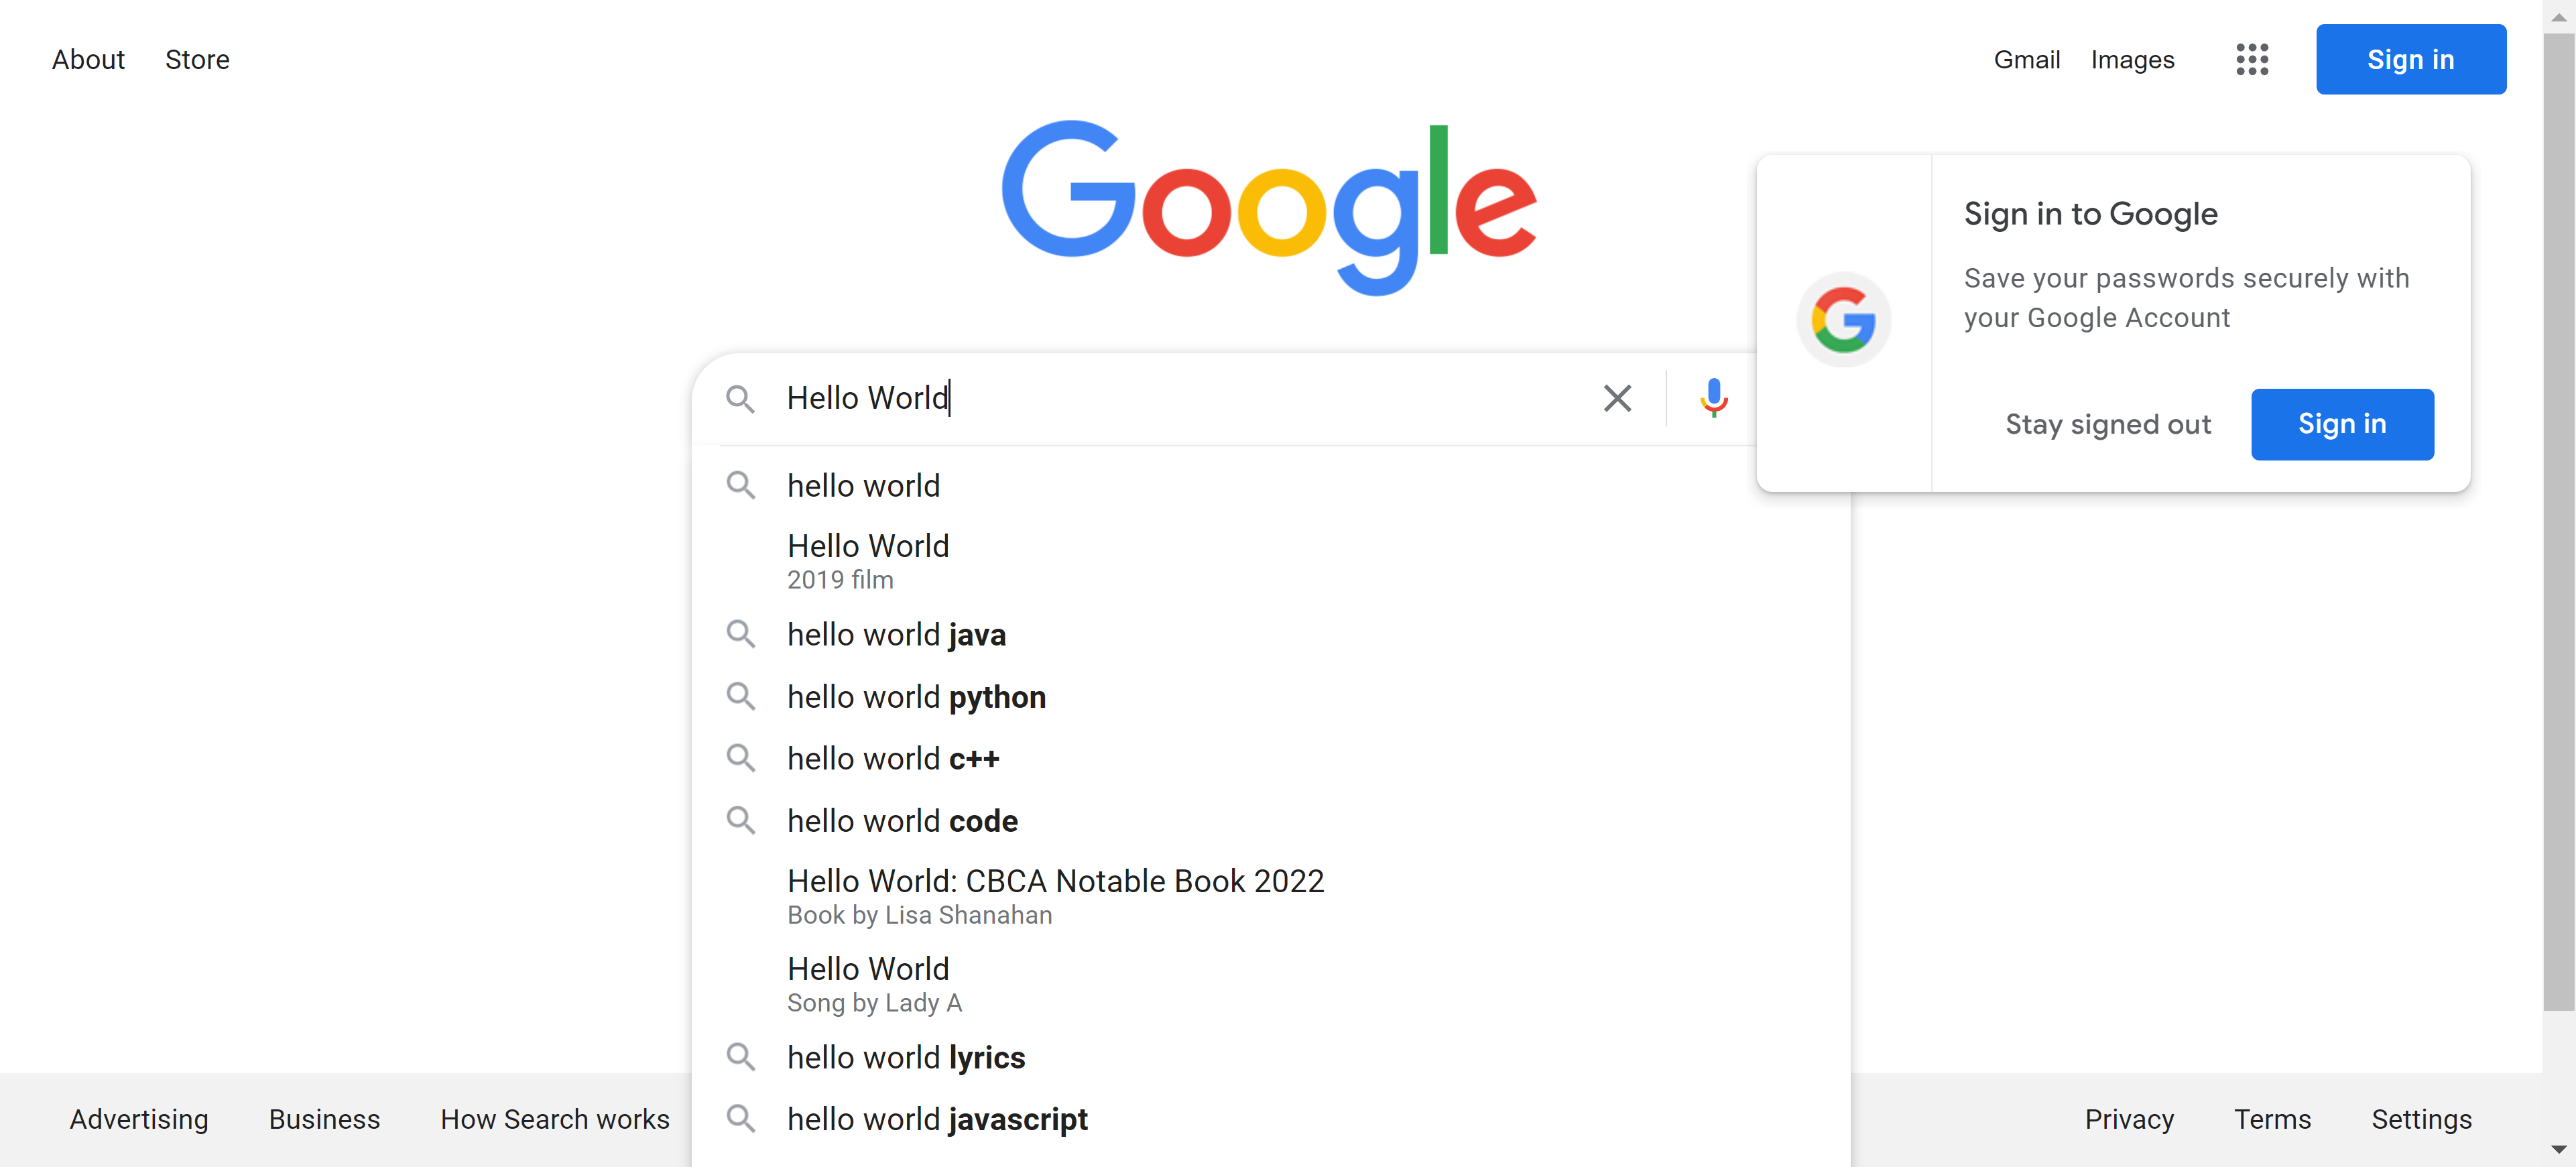 About Store
Gmail Images Sign in
Google
Sign in to Google
Save your passwords securely with
your Google Account
Stay signed out Sign in
Hello World
hello world
Hello World
2019 film
hello world java
hello world python
hello world c++
hello world code
Hello World: CBCA Notable Book 2022
Book by Lisa Shanahan
Hello World
Song by Lady A
hello world lyrics
hello world javascript
Advertising Business How Search works
Privacy Terms Settings